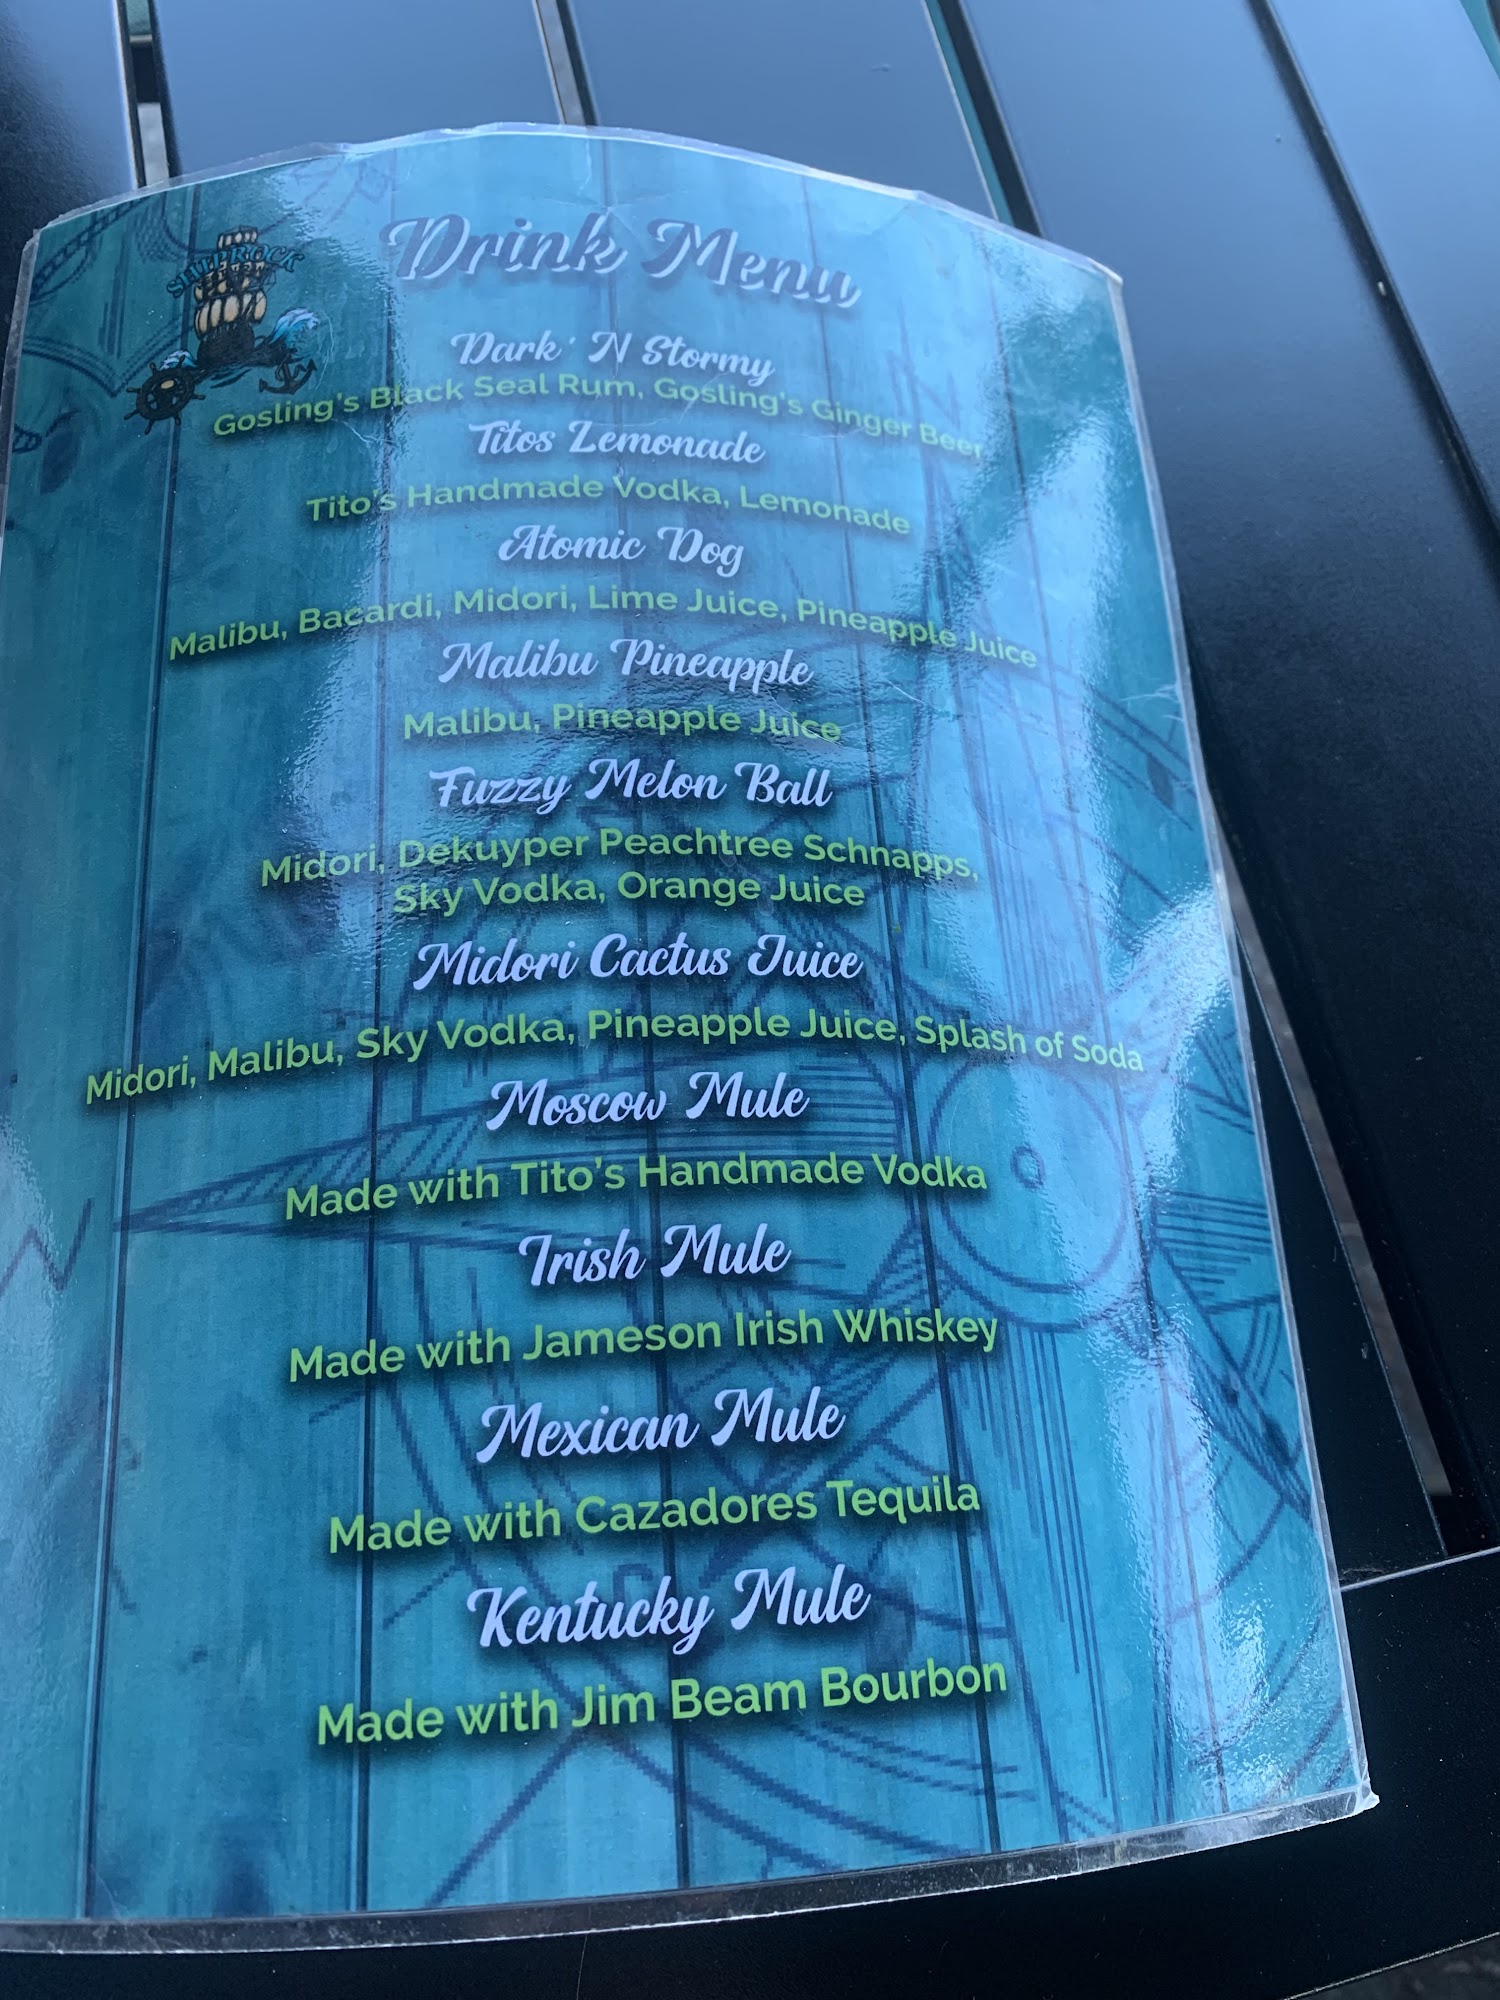 SHIPROCK
Drink Menu
Dark' N Stormy
Gosling's Black Seal Rum, Gosling's Ginger Beer
Titos Lemonade
Tito's Handmade Vodka, Lemonade
Atomic Dog
Malibu, Bacardi, Midori, Lime Juice, Pineapple Juice
Malibu Pineapple
Malibu, Pineapple Juice
Fuzzy Melon Ball
Midori, Dekuyper Peachtree Schnapps,
Sky Vodka, Orange Juice
Midori Cactus Juice
Midori, Malibu, Sky Vodka, Pineapple Juice, Splash of Soda
Moscow Mule
Made with Tito's Handmade Vodka
Irish Mule
Made with Jameson Irish Whiskey
Mexican Mule
Made with Cazadores Tequila
Kentucky Mule
Made with Jim Beam Bourbon